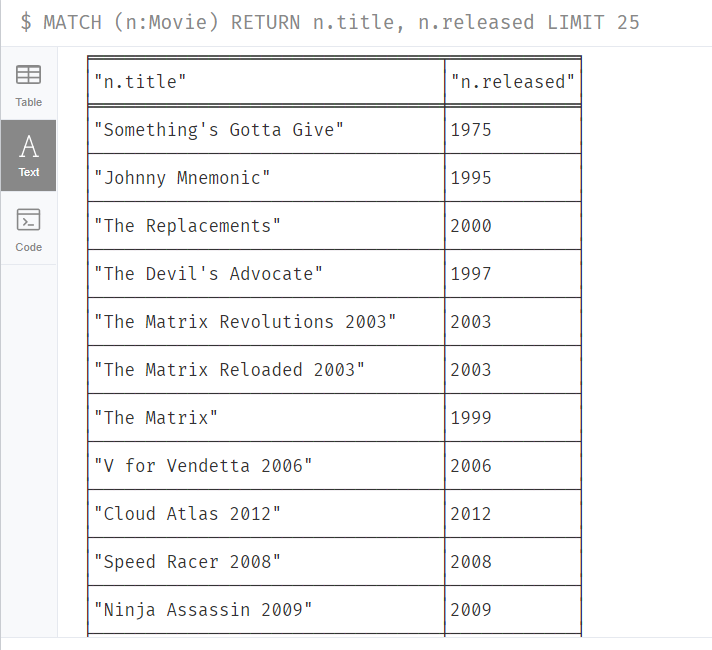 $ MATCH (n:Movie) RETURN n.title, n.released LIMIT 25
Table
Text
Code
"n.title" "n.released"
"Something's Gotta Give" 1975
"Johnny Mnemonic" 1995
"The Replacements" 2000
"The Devil's Advocate" 1997
"The Matrix Revolutions 2003" 2003
"The Matrix Reloaded 2003" 2003
"The Matrix" 1999
"V for Vendetta 2006" 2006
"Cloud Atlas 2012" 2012
"Speed Racer 2008" 2008
"Ninja Assassin 2009" 2009